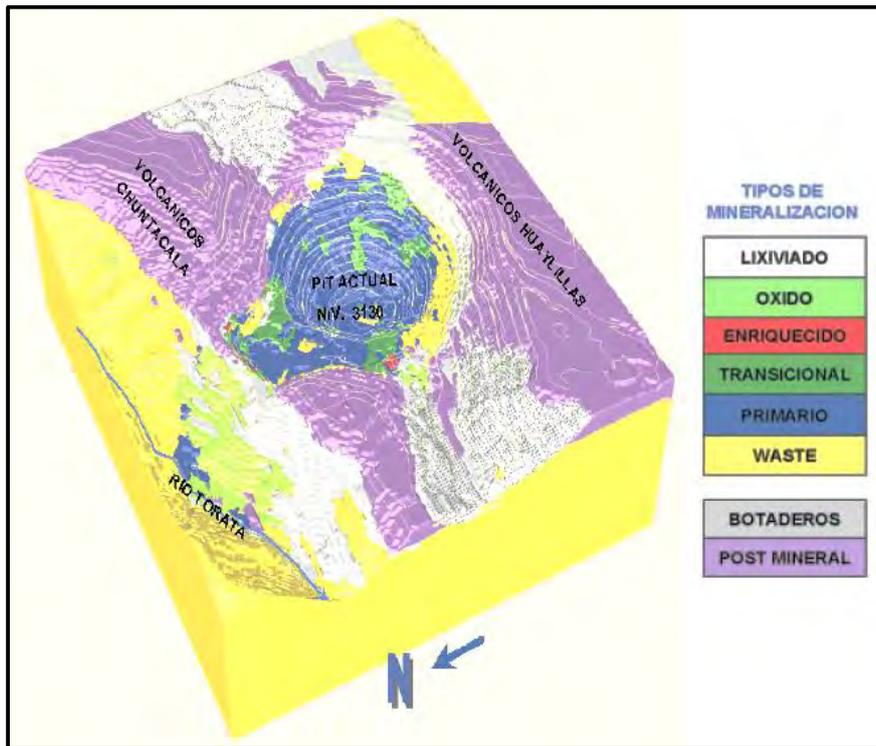 VOLCANICOS
CHUNTACALA
VOLCANICOS HUAYLILLAS
PIT ACTUAL
NIV. 3130
RÍO TORATA
N
TIPOS DE
MINERALIZACION
LIXIVIADO
OXIDO
ENRIQUECIDO
TRANSICIONAL
PRIMARIO
WASTE
BOTADEROS
POST MINERAL